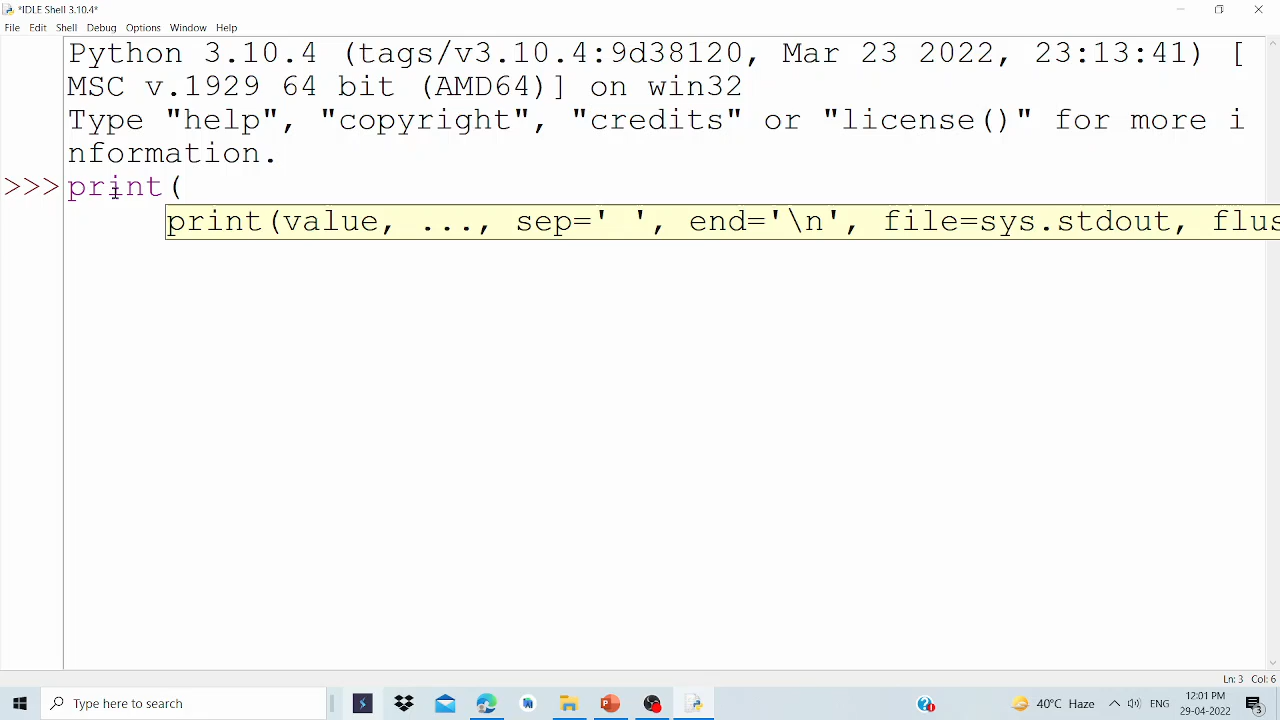 *IDLE Shell 3.10.4*
File Edit Shell Debug Options Window Help
Python 3.10.4 (tags/v3.10.4:9d38120, Mar 23 2022, 23:13:41) [
MSC v.1929 64 bit (AMD64)] on win32
Type "help", "copyright", "credits" or "license()" for more i
nformation.
>>> print(
print(value, ..., sep=' ', end='\n', file=sys.stdout, flus
Ln: 3 Col: 6
Type here to search
40°C Haze
ENG
12:01 PM
29-04-2022
3